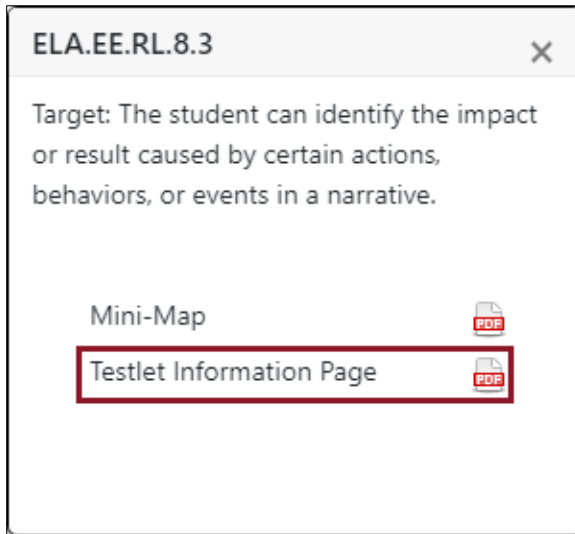 ELA.EE.RL.8.3
Target: The student can identify the impact
or result caused by certain actions,
behaviors, or events in a narrative.
Mini-Map PDF
Testlet Information Page PDF